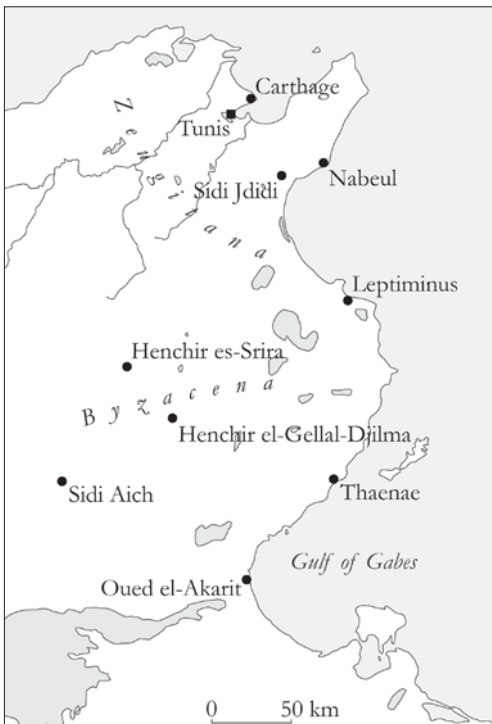 Carthage
Tunis
Zeugitana
Nabeul
Sidi Jdidi
Leptiminus
Henchir es-Srira
Byzacena
Henchir el-Gellal-Djilma
Sidi Aich
Thaenae
Gulf of Gabes
Oued el-Akarit
0 50 km